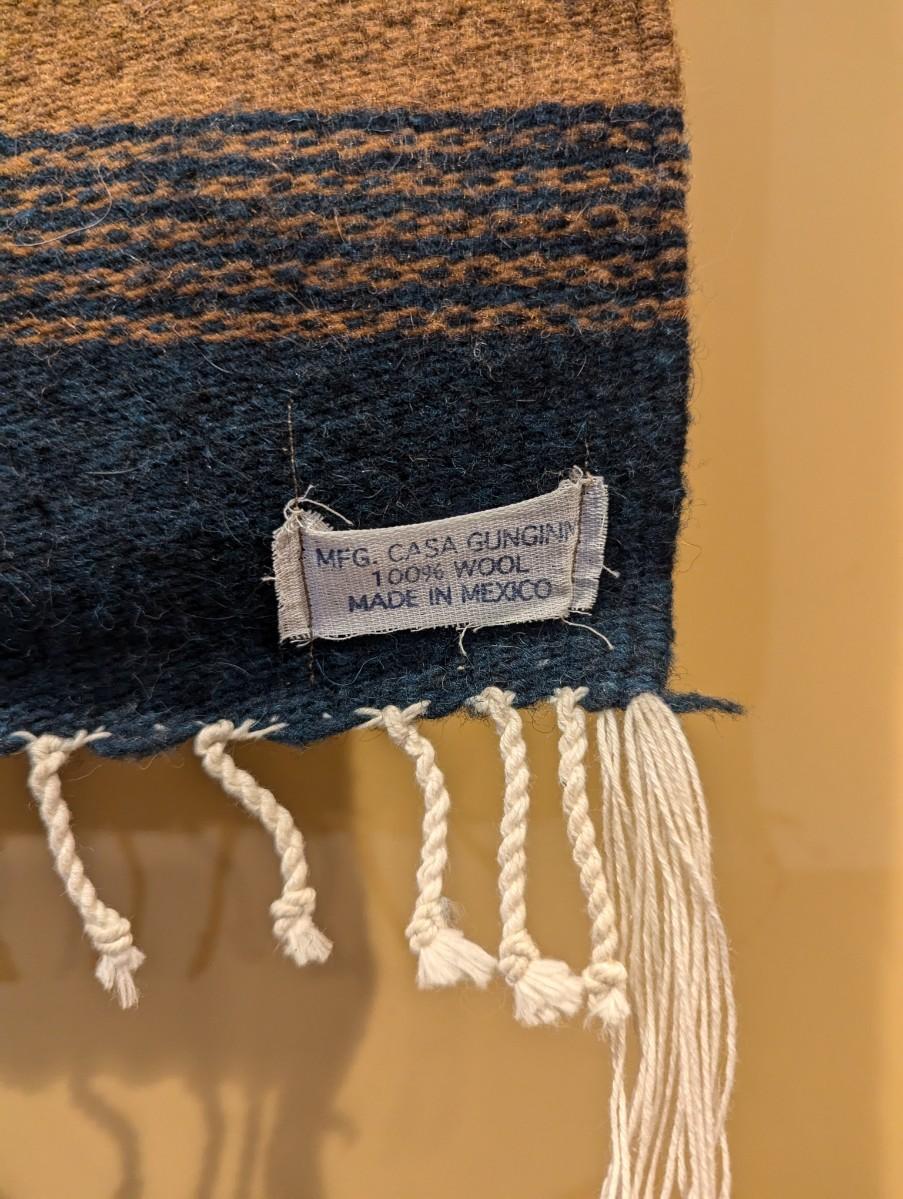 MFG. CASA GUNGINN
100% WOOL
MADE IN MEXICO